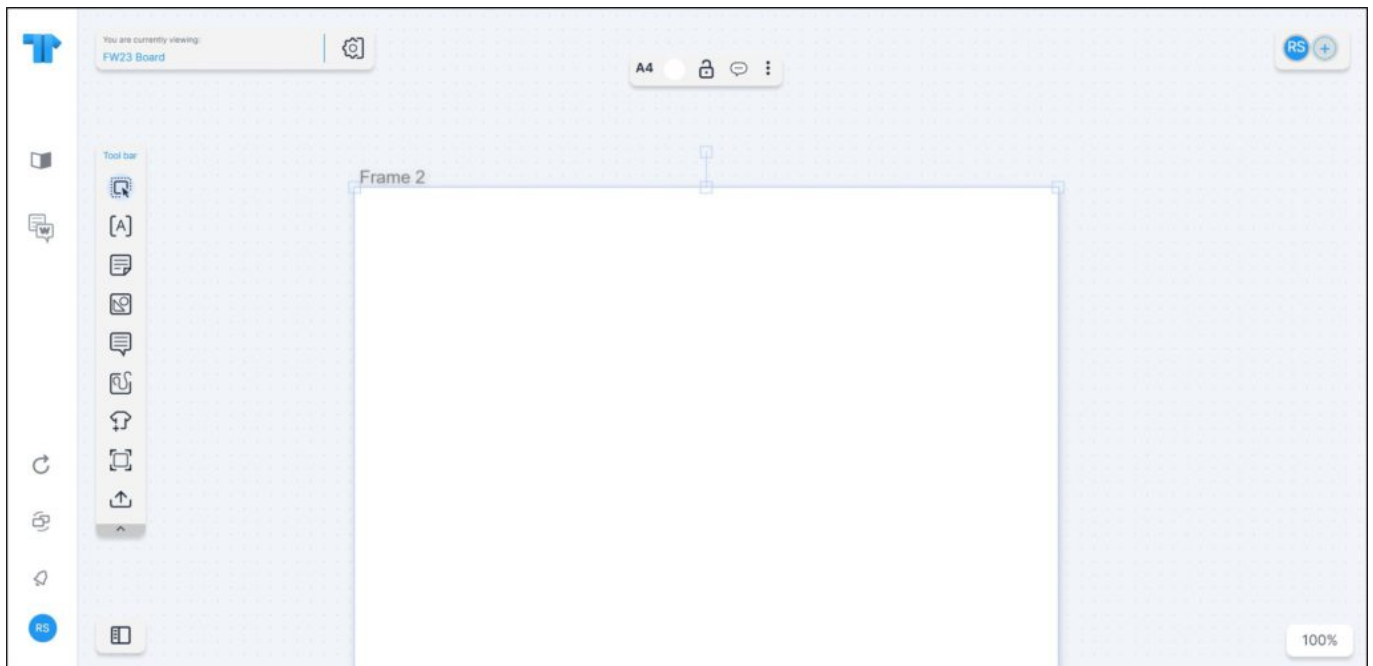 You are currently viewing:
FW23 Board
A4
RS
Tool bar
Frame 2
[A]
W
RS
100%